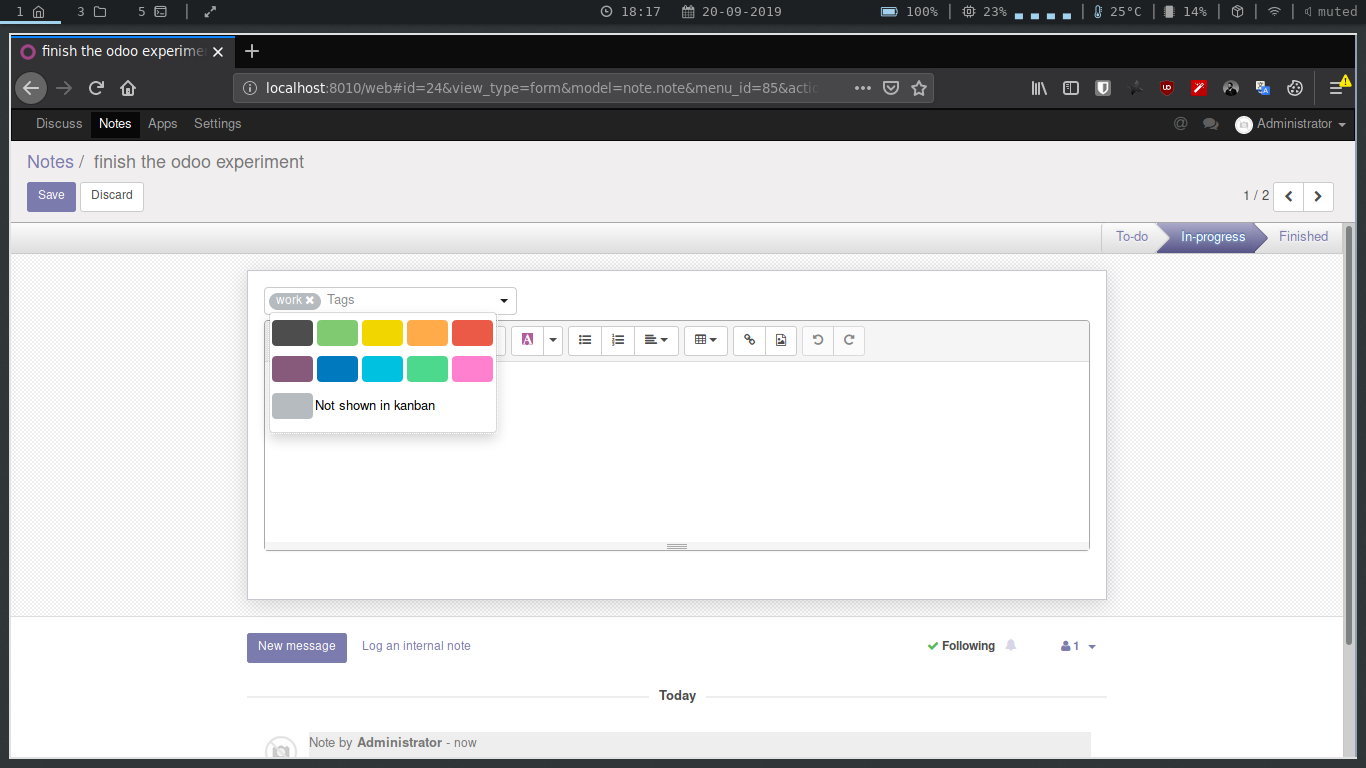 1 3 5 18:17 20-09-2019 100% 23% 25°C 14% muted
finish the odoo experime
localhost:8010/web#id=24&view_type=form&model=note.note&menu_id=85&actio
Discuss Notes Apps Settings @ Administrator
Notes / finish the odoo experiment
Save Discard 1 / 2
To-do In-progress Finished
work Tags
A
Not shown in kanban
New message Log an internal note Following 1
Today
Note by Administrator - now